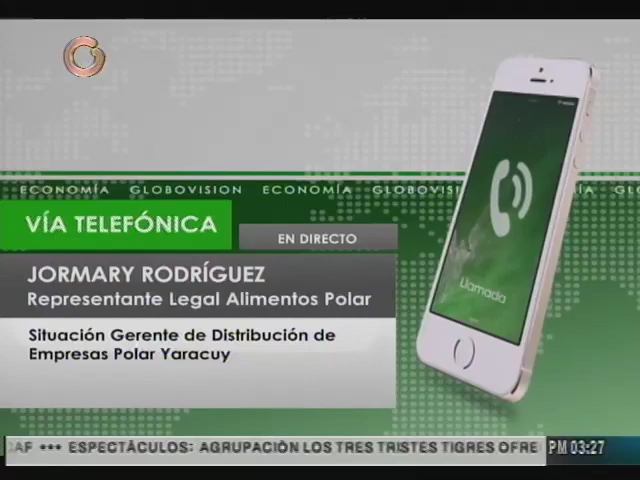 ECONOMÍA GLOBOVISION ECONOMÍA GLOBOVISION
VÍA TELEFÓNICA
EN DIRECTO
JORMARY RODRÍGUEZ
Representante Legal Alimentos Polar
Situación Gerente de Distribución de
Empresas Polar Yaracuy
Llamada
••• ESPECTÁCULOS: AGRUPACIÒN LOS TRES TRISTES TIGRES OFRE
PM 03:27